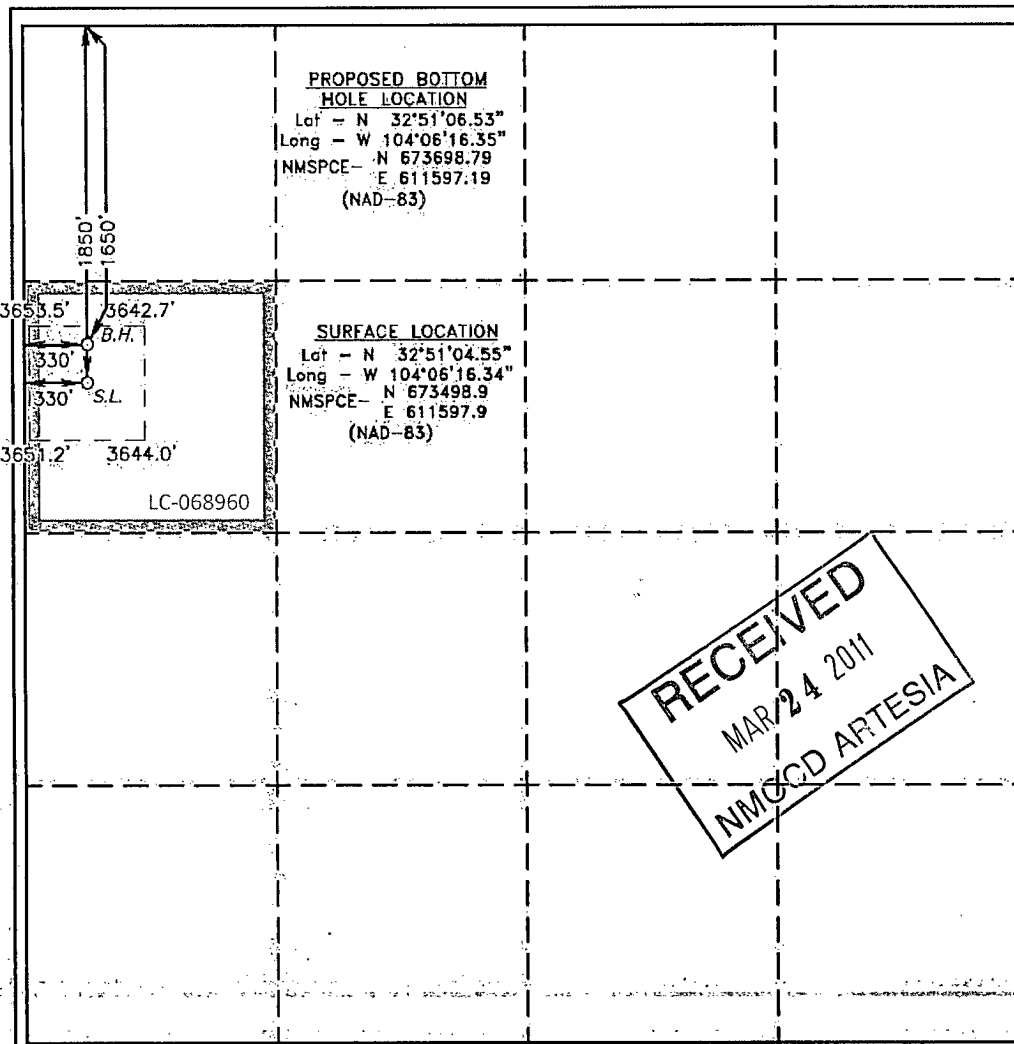 PROPOSED BOTTOM
HOLE LOCATION
Lat - N 32°51'06.53"
Long - W 104°06'16.35"
NMSPCE- N 673698.79
E 611597.19
(NAD-83)
1850'
1650'
3653.5' 3642.7'
B.H.
330'
330'
S.L.
3651.2' 3644.0'
LC-068960
SURFACE LOCATION
Lat - N 32°51'04.55"
Long - W 104°06'16.34"
NMSPCE- N 673498.9
E 611597.9
(NAD-83)
RECEIVED
MAR 24 2011
NMOCD ARTESIA